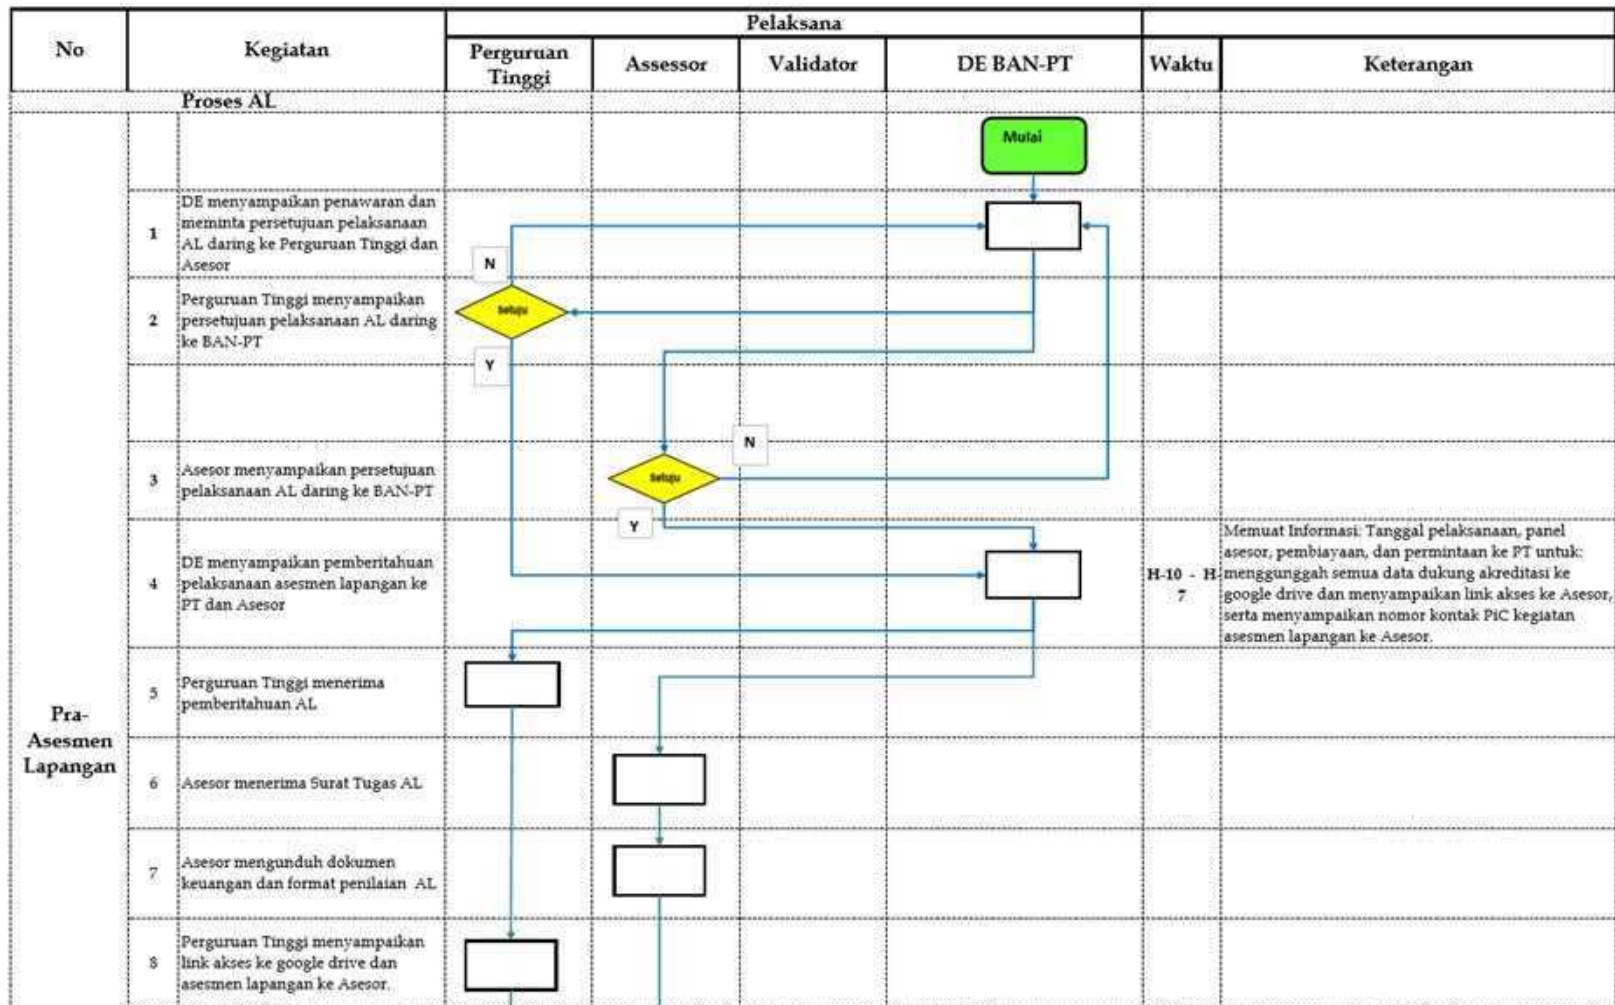 Pelaksana
No
Kegiatan
Perguruan
Tinggi
Assessor
Validator
DE BAN-PT
Waktu
Keterangan
Proses AL
Mulai
1
DE menyampaikan penawaran dan
meminta persetujuan pelaksanaan
AL daring ke Perguruan Tinggi dan
Asesor
N
2
Perguruan Tinggi menyampaikan
persetujuan pelaksanaan AL daring
ke BAN-PT
Setuju
Y
N
3
Asesor menyampaikan persetujuan
pelaksanaan AL daring ke BAN-PT
Setuju
Y
4
DE menyampaikan pemberitahuan
pelaksanaan asesmen lapangan ke
PT dan Asesor
H-10 - H-
7
Memuat Informasi: Tanggal pelaksanaan, panel
asesor, pembiayaan, dan permintaan ke PT untuk:
menggunggah semua data dukung akreditasi ke
google drive dan menyampaikan link akses ke Asesor,
serta menyampaikan nomor kontak PiC kegiatan
asesmen lapangan ke Asesor.
Pra-
Asesmen
Lapangan
5
Perguruan Tinggi menerima
pemberitahuan AL
6
Asesor menerima Surat Tugas AL
7
Asesor mengunduh dokumen
keuangan dan format penilaian AL
8
Perguruan Tinggi menyampaikan
link akses ke google drive dan
asesmen lapangan ke Asesor.